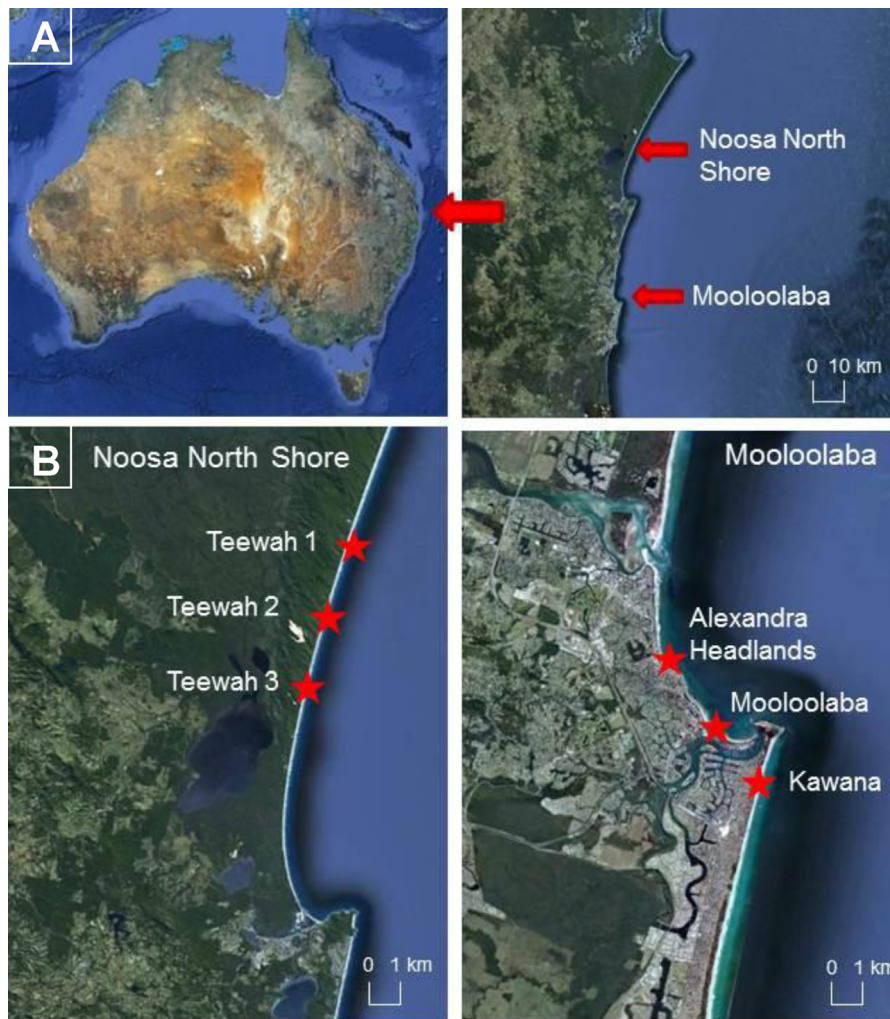 A
Noosa North
Shore
Mooloolaba
0 10 km
B
Noosa North Shore
Teewah 1
Teewah 2
Teewah 3
0 1 km
Mooloolaba
Alexandra
Headlands
Mooloolaba
Kawana
0 1 km